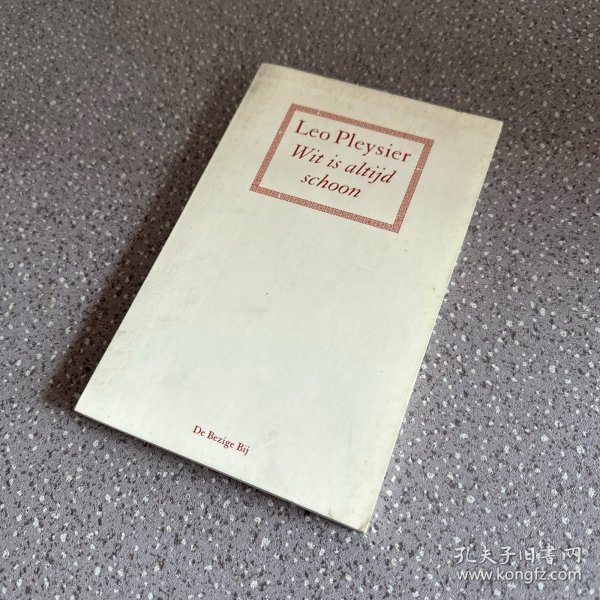 Leo Pleysier
Wit is altijd
schoon
De Bezige Bij
孔夫子旧书网
www.kongfz.com